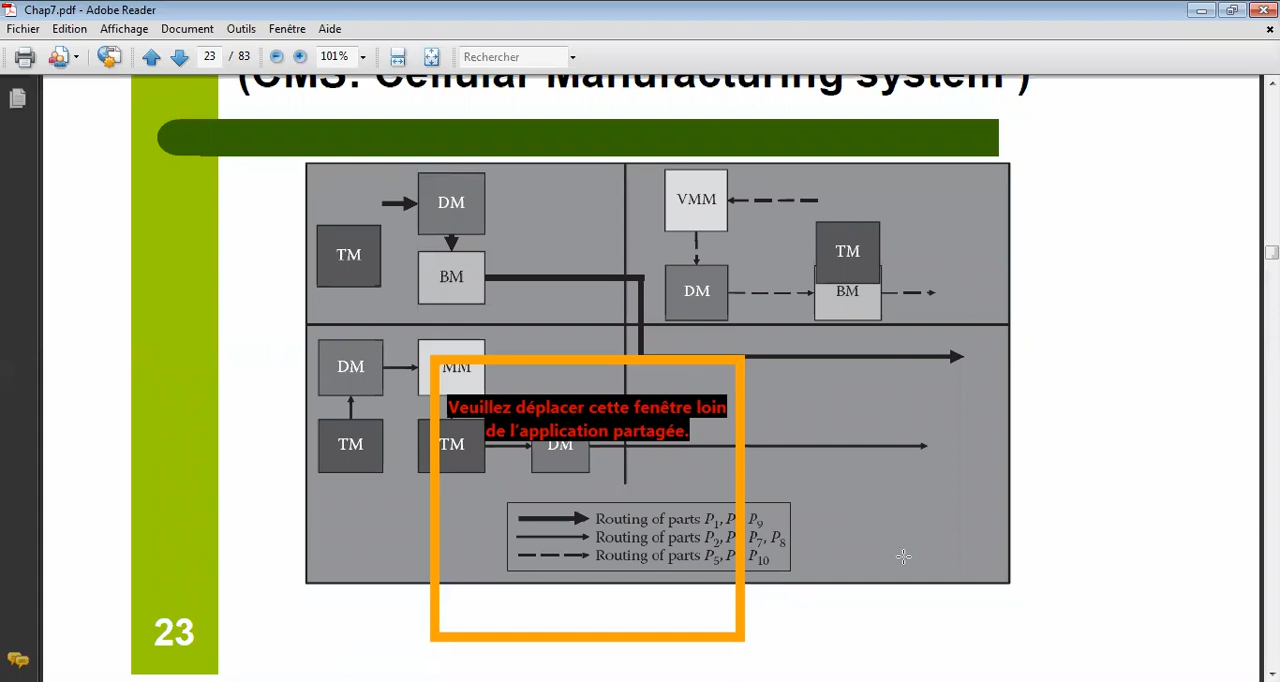 Chap7.pdf - Adobe Reader
Fichier Edition Affichage Document Outils Fenêtre Aide
23 / 83 101% Rechercher
(CMS: Cellular Manufacturing system )
DM
VMM
TM
TM
BM
DM
BM
DM
MM
Veuillez déplacer cette fenêtre loin
de l'application partagée.
TM
TM
DM
Routing of parts P1, P P9
Routing of parts P2, P P7, P8
Routing of parts P5, P P10
23